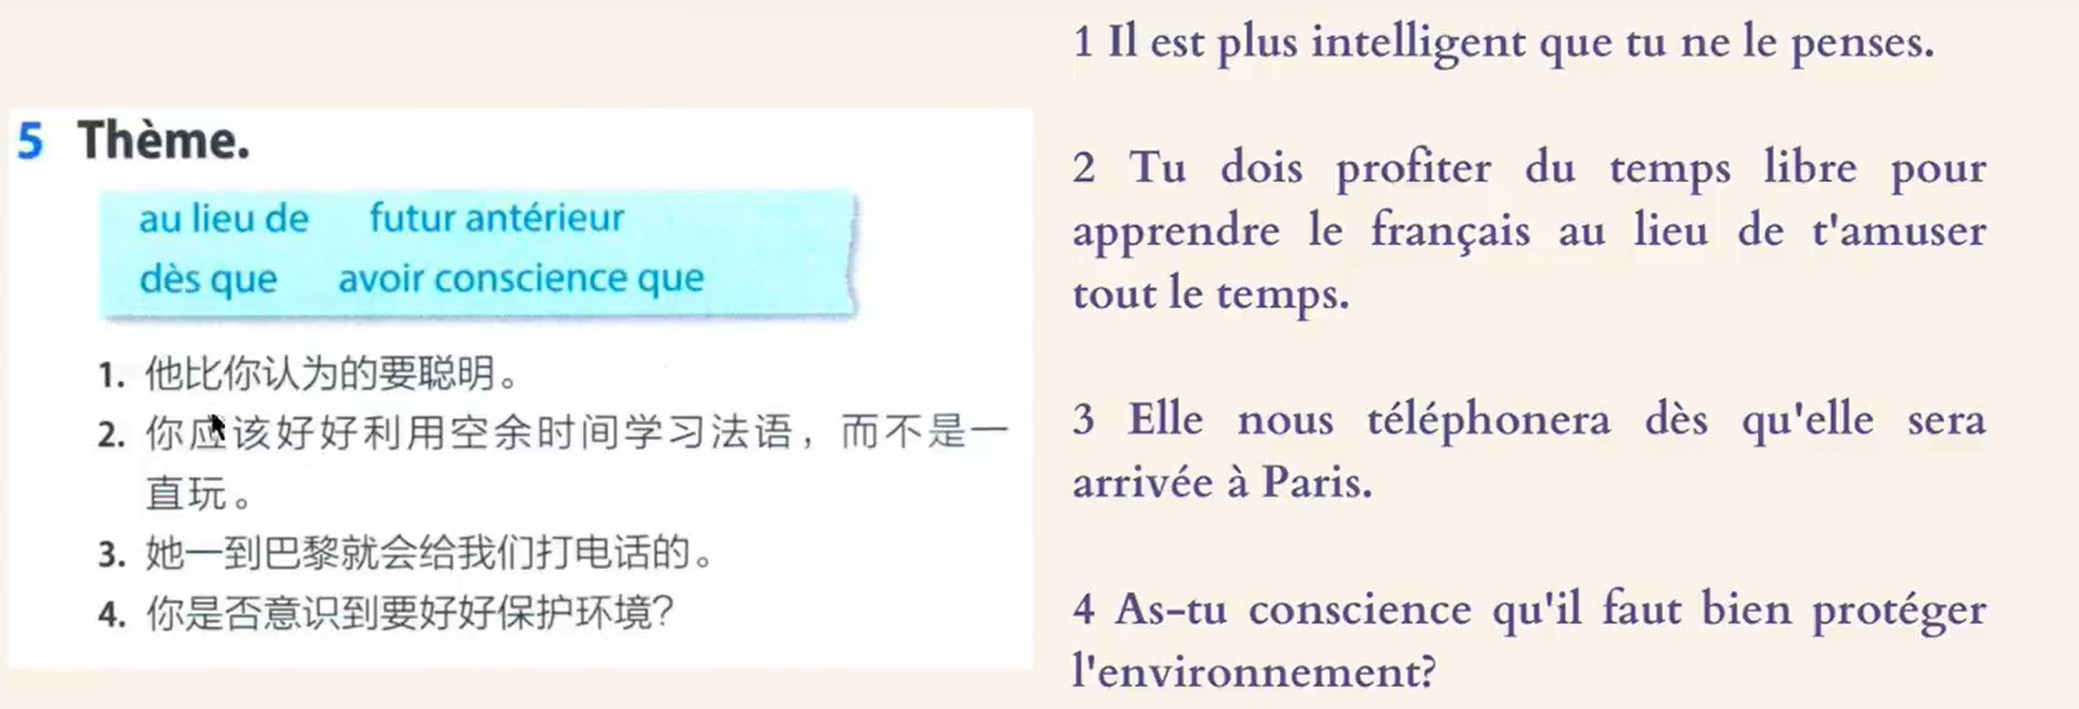 5 Thème.
au lieu de futur antérieur
dès que avoir conscience que
1. 他比你认为的要聪明。
2. 你应该好好利用空余时间学习法语，而不是一
直玩。
3. 她一到巴黎就会给我们打电话的。
4. 你是否意识到要好好保护环境?
1 Il est plus intelligent que tu ne le penses.
2 Tu dois profiter du temps libre pour
apprendre le français au lieu de t'amuser
tout le temps.
3 Elle nous téléphonera dès qu'elle sera
arrivée à Paris.
4 As-tu conscience qu'il faut bien protéger
l'environnement?